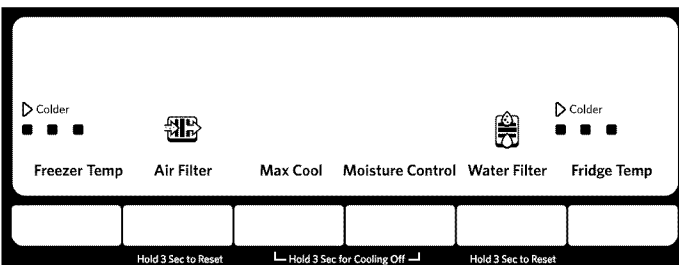 Colder Colder
Freezer Temp Air Filter Max Cool Moisture Control Water Filter Fridge Temp
Hold 3 Sec to Reset Hold 3 Sec for Cooling Off Hold 3 Sec to Reset